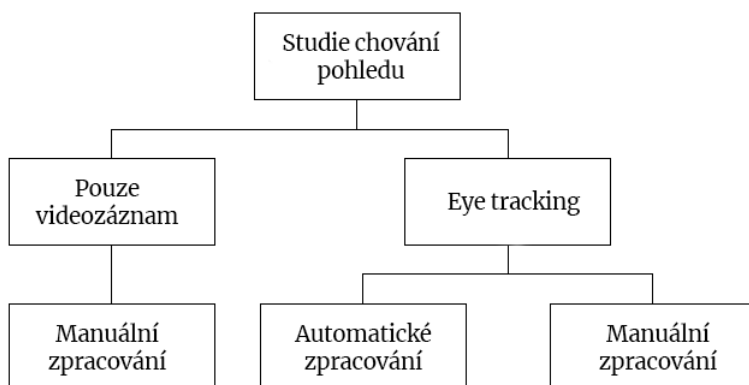 Studie chování
pohledu
Pouze
videozáznam
Eye tracking
Manuální
zpracování
Automatické
zpracování
Manuální
zpracování